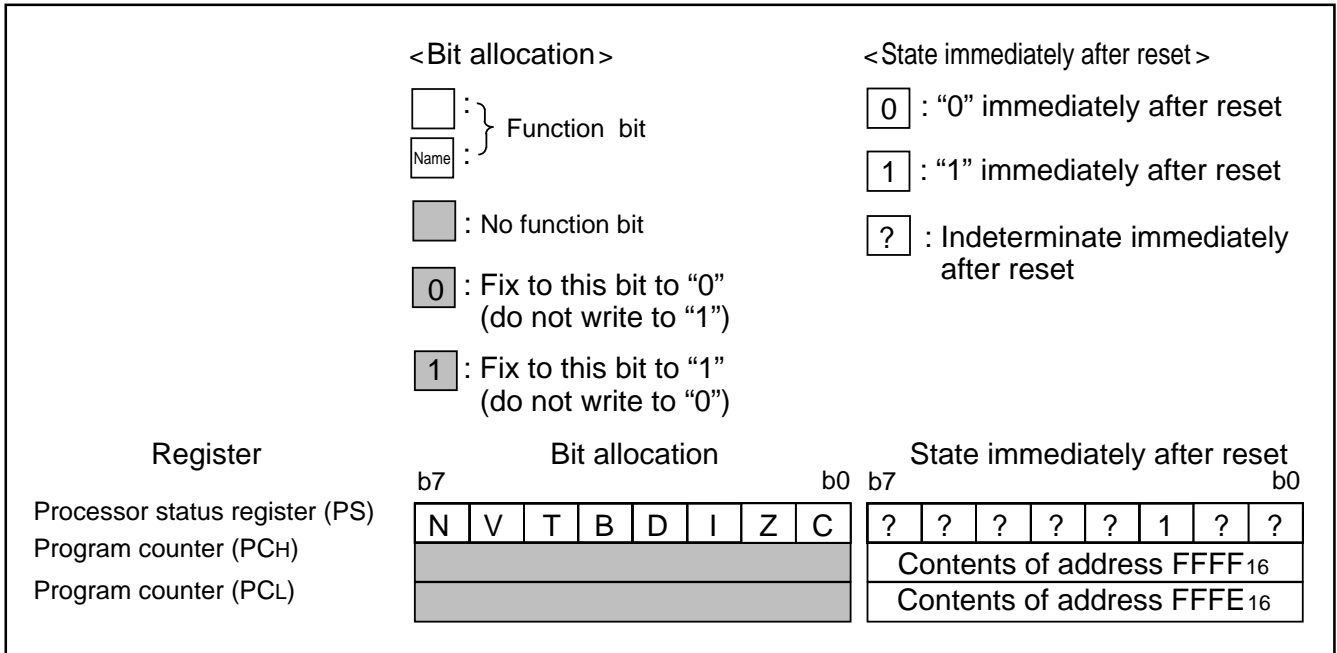 <Bit allocation>
:
Name :
Function bit
: No function bit
0 : Fix to this bit to “0”
(do not write to “1”)
1 : Fix to this bit to “1”
(do not write to “0”)
<State immediately after reset>
0 : “0” immediately after reset
1 : “1” immediately after reset
? : Indeterminate immediately
after reset
Register Bit allocation State immediately after reset
b7 b0 b7 b0
Processor status register (PS) N V T B D I Z C ? ? ? ? ? 1 ? ?
Program counter (PCH) Contents of address FFFF16
Program counter (PCL) Contents of address FFFE16